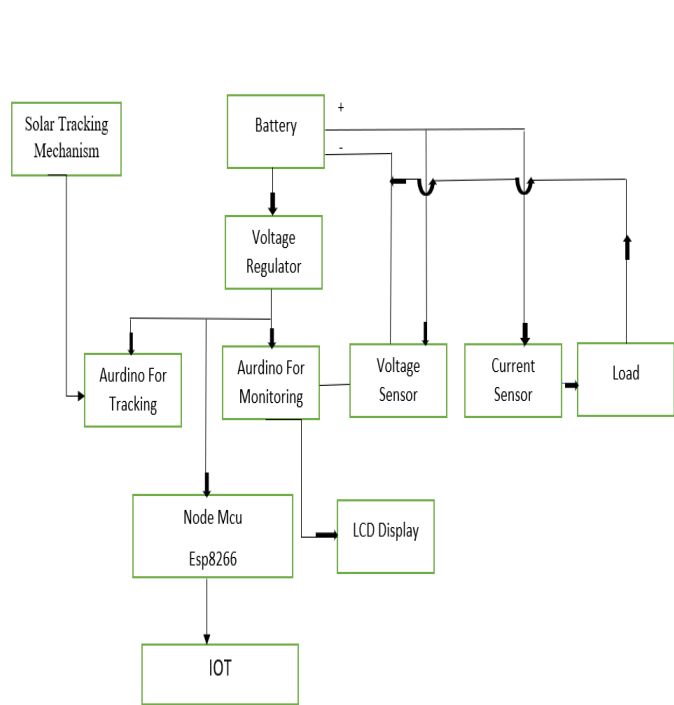 Solar Tracking
Mechanism
Battery
+
-
Voltage
Regulator
Aurdino For
Tracking
Aurdino For
Monitoring
Voltage
Sensor
Current
Sensor
Load
Node Mcu
Esp8266
LCD Display
IOT